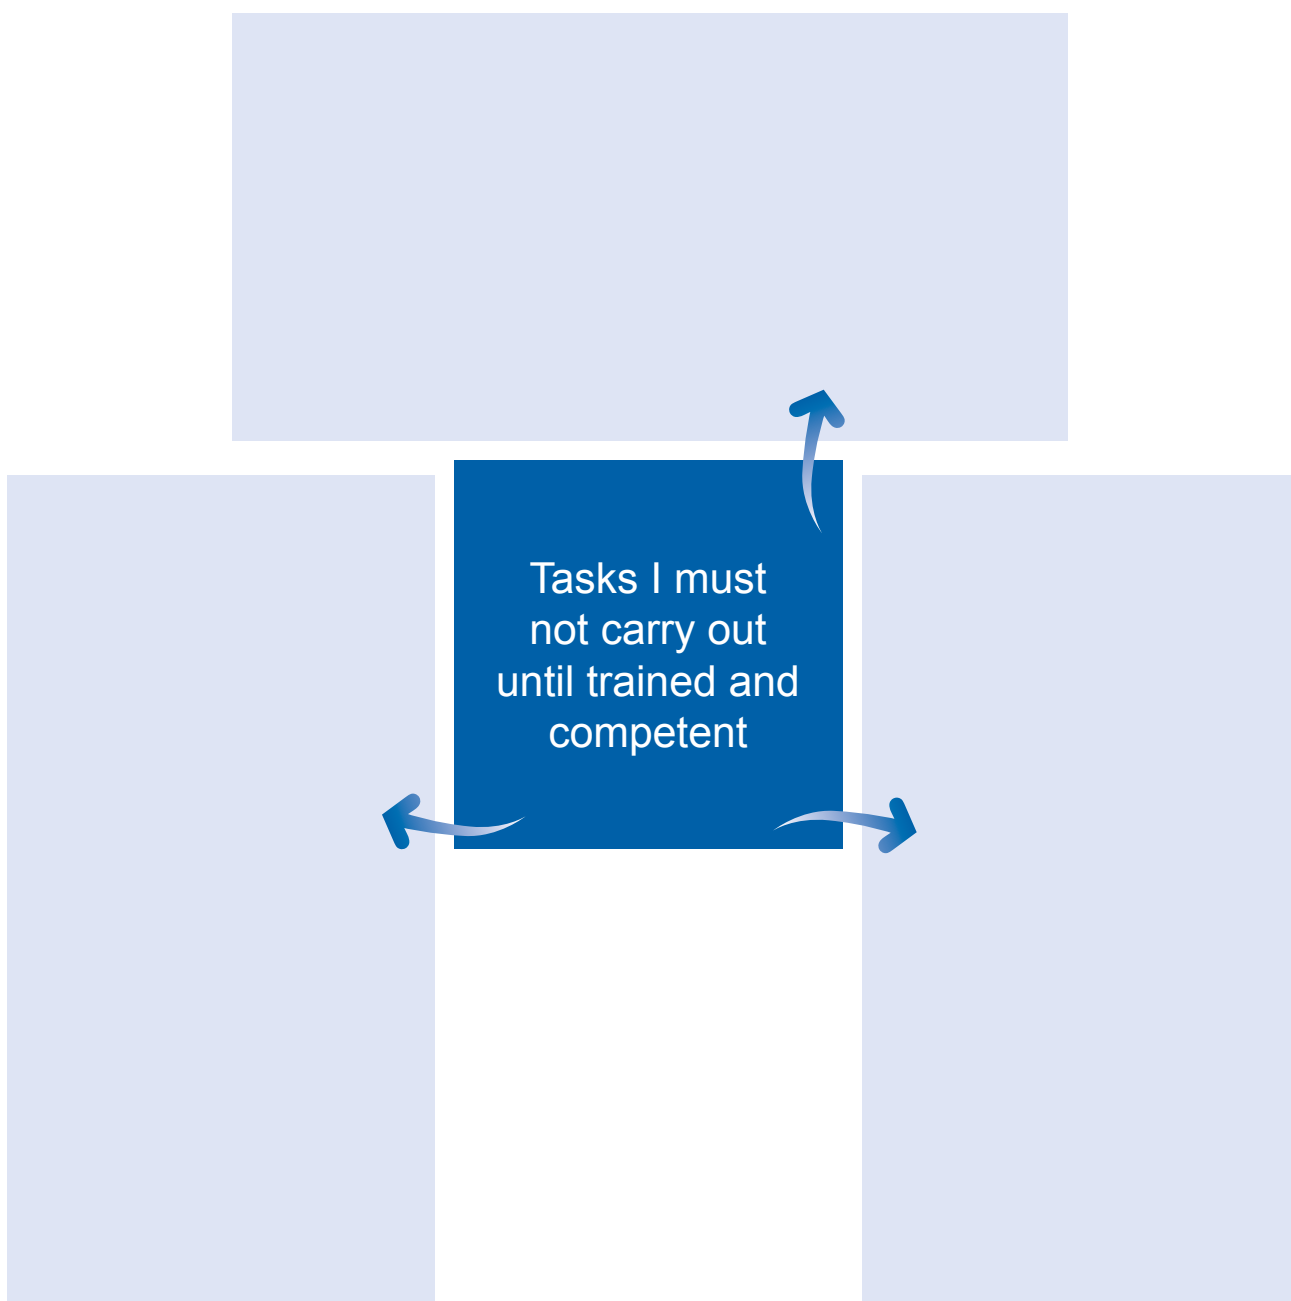 Tasks I must
not carry out
until trained and
competent